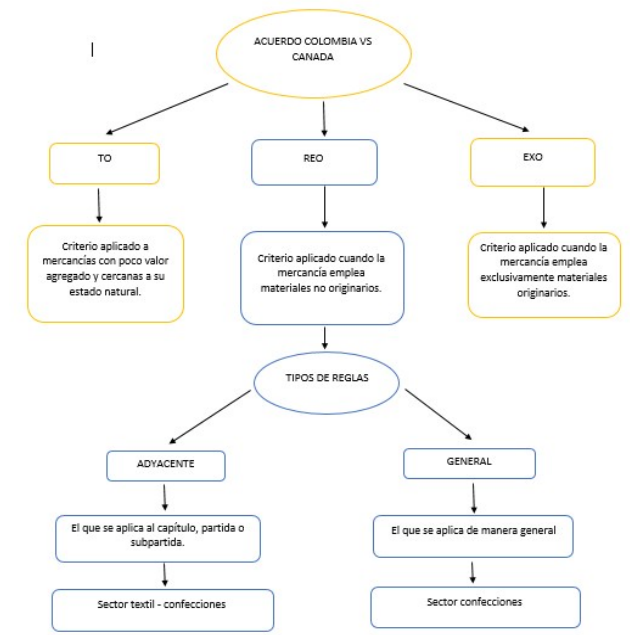 ACUERDO COLOMBIA VS
CANADA
TO
REO
EXO
Criterio aplicado a
mercancías con poco valor
agregado y cercanas a su
estado natural.
Criterio aplicado cuando la
mercancía emplea
materiales no originarios.
Criterio aplicado cuando la
mercancía emplea
exclusivamente materiales
originarios.
TIPOS DE REGLAS
ADYACENTE
GENERAL
El que se aplica al capítulo, partida o
subpartida.
El que se aplica de manera general
Sector textil - confecciones
Sector confecciones